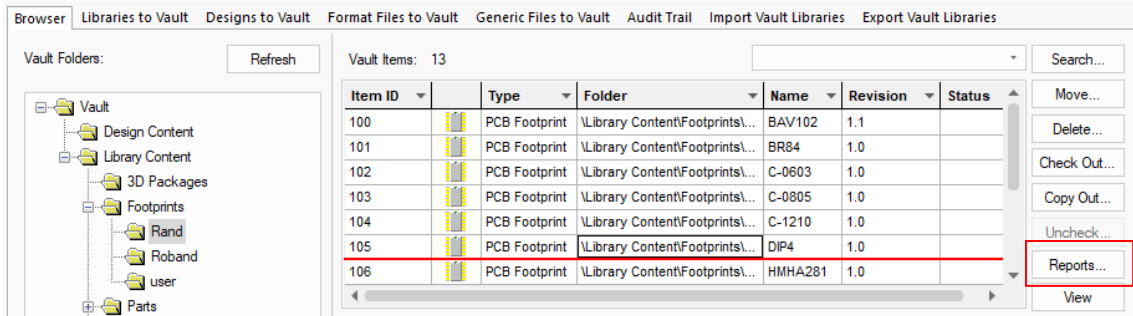 Browser Libraries to Vault Designs to Vault Format Files to Vault Generic Files to Vault Audit Trail Import Vault Libraries Export Vault Libraries
Vault Folders:
Refresh
Vault
Design Content
Library Content
3D Packages
Footprints
Rand
Roband
user
Parts
Vault Items: 13
Item ID Type Folder Name Revision Status
100 PCB Footprint \Library Content\Footprints\... BAV102 1.1
101 PCB Footprint \Library Content\Footprints\... BR84 1.0
102 PCB Footprint \Library Content\Footprints\... C-0603 1.0
103 PCB Footprint \Library Content\Footprints\... C-0805 1.0
104 PCB Footprint \Library Content\Footprints\... C-1210 1.0
105 PCB Footprint \Library Content\Footprints\... DIP4 1.0
106 PCB Footprint \Library Content\Footprints\... HMHA281 1.0
Search...
Move...
Delete...
Check Out...
Copy Out...
Uncheck...
Reports...
View